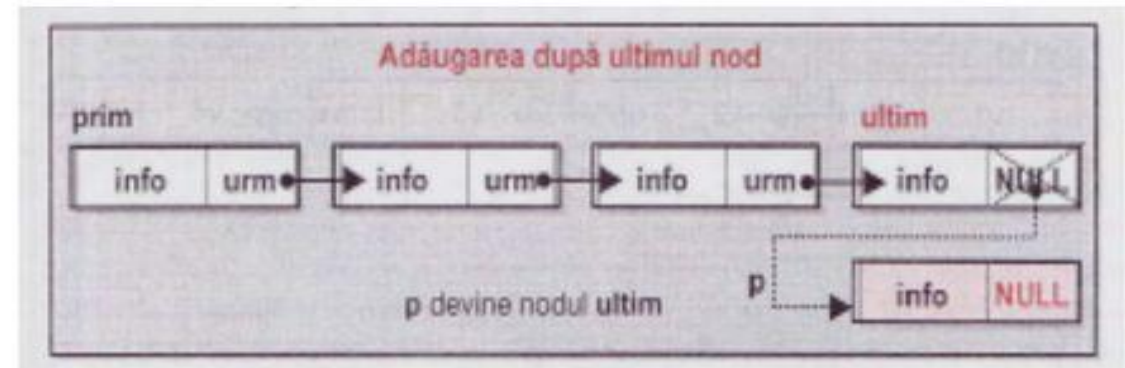 Adăugarea după ultimul nod
prim ultim
info urm info urm info urm info NULL
p info NULL
p devine nodul ultim